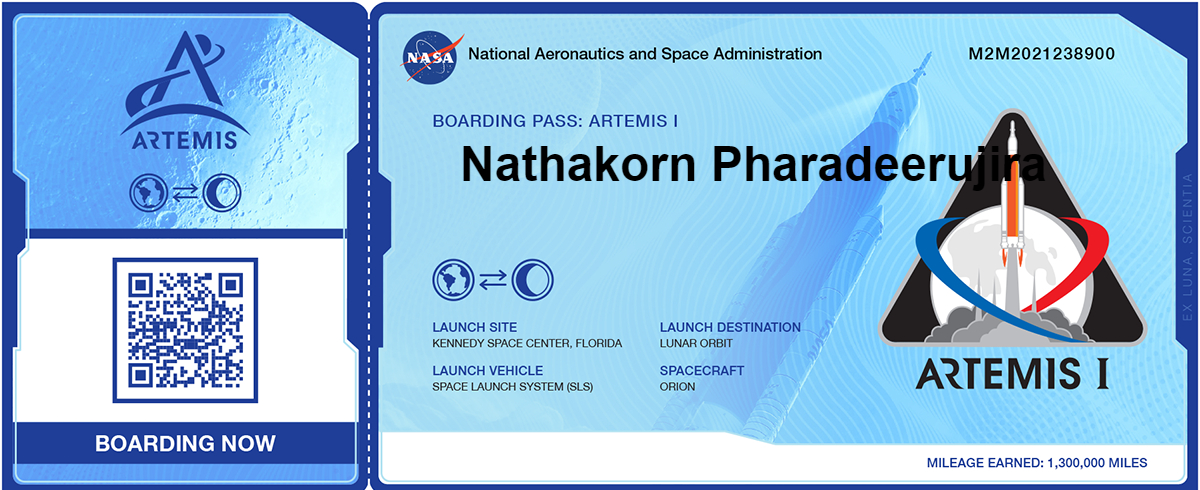 ARTEMIS
BOARDING NOW
NASA
National Aeronautics and Space Administration
M2M2021238900
BOARDING PASS: ARTEMIS I
Nathakorn Pharadeerujira
LAUNCH SITE
KENNEDY SPACE CENTER, FLORIDA
LAUNCH DESTINATION
LUNAR ORBIT
LAUNCH VEHICLE
SPACE LAUNCH SYSTEM (SLS)
SPACECRAFT
ORION
ARTEMIS I
EX LUNA, SCIENTIA
MILEAGE EARNED: 1,300,000 MILES